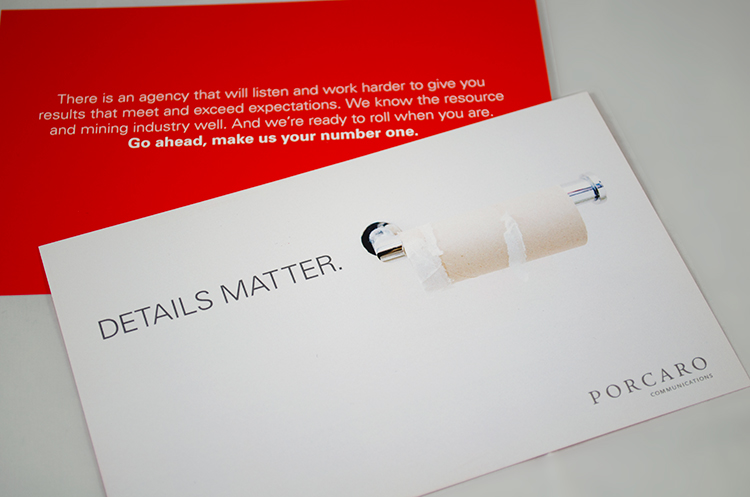 There is an agency that will listen and work harder to give you
results that meet and exceed expectations. We know the resource
and mining industry well. And we're ready to roll when you are.
Go ahead, make us your number one.
DETAILS MATTER.
PORCARO
COMMUNICATIONS